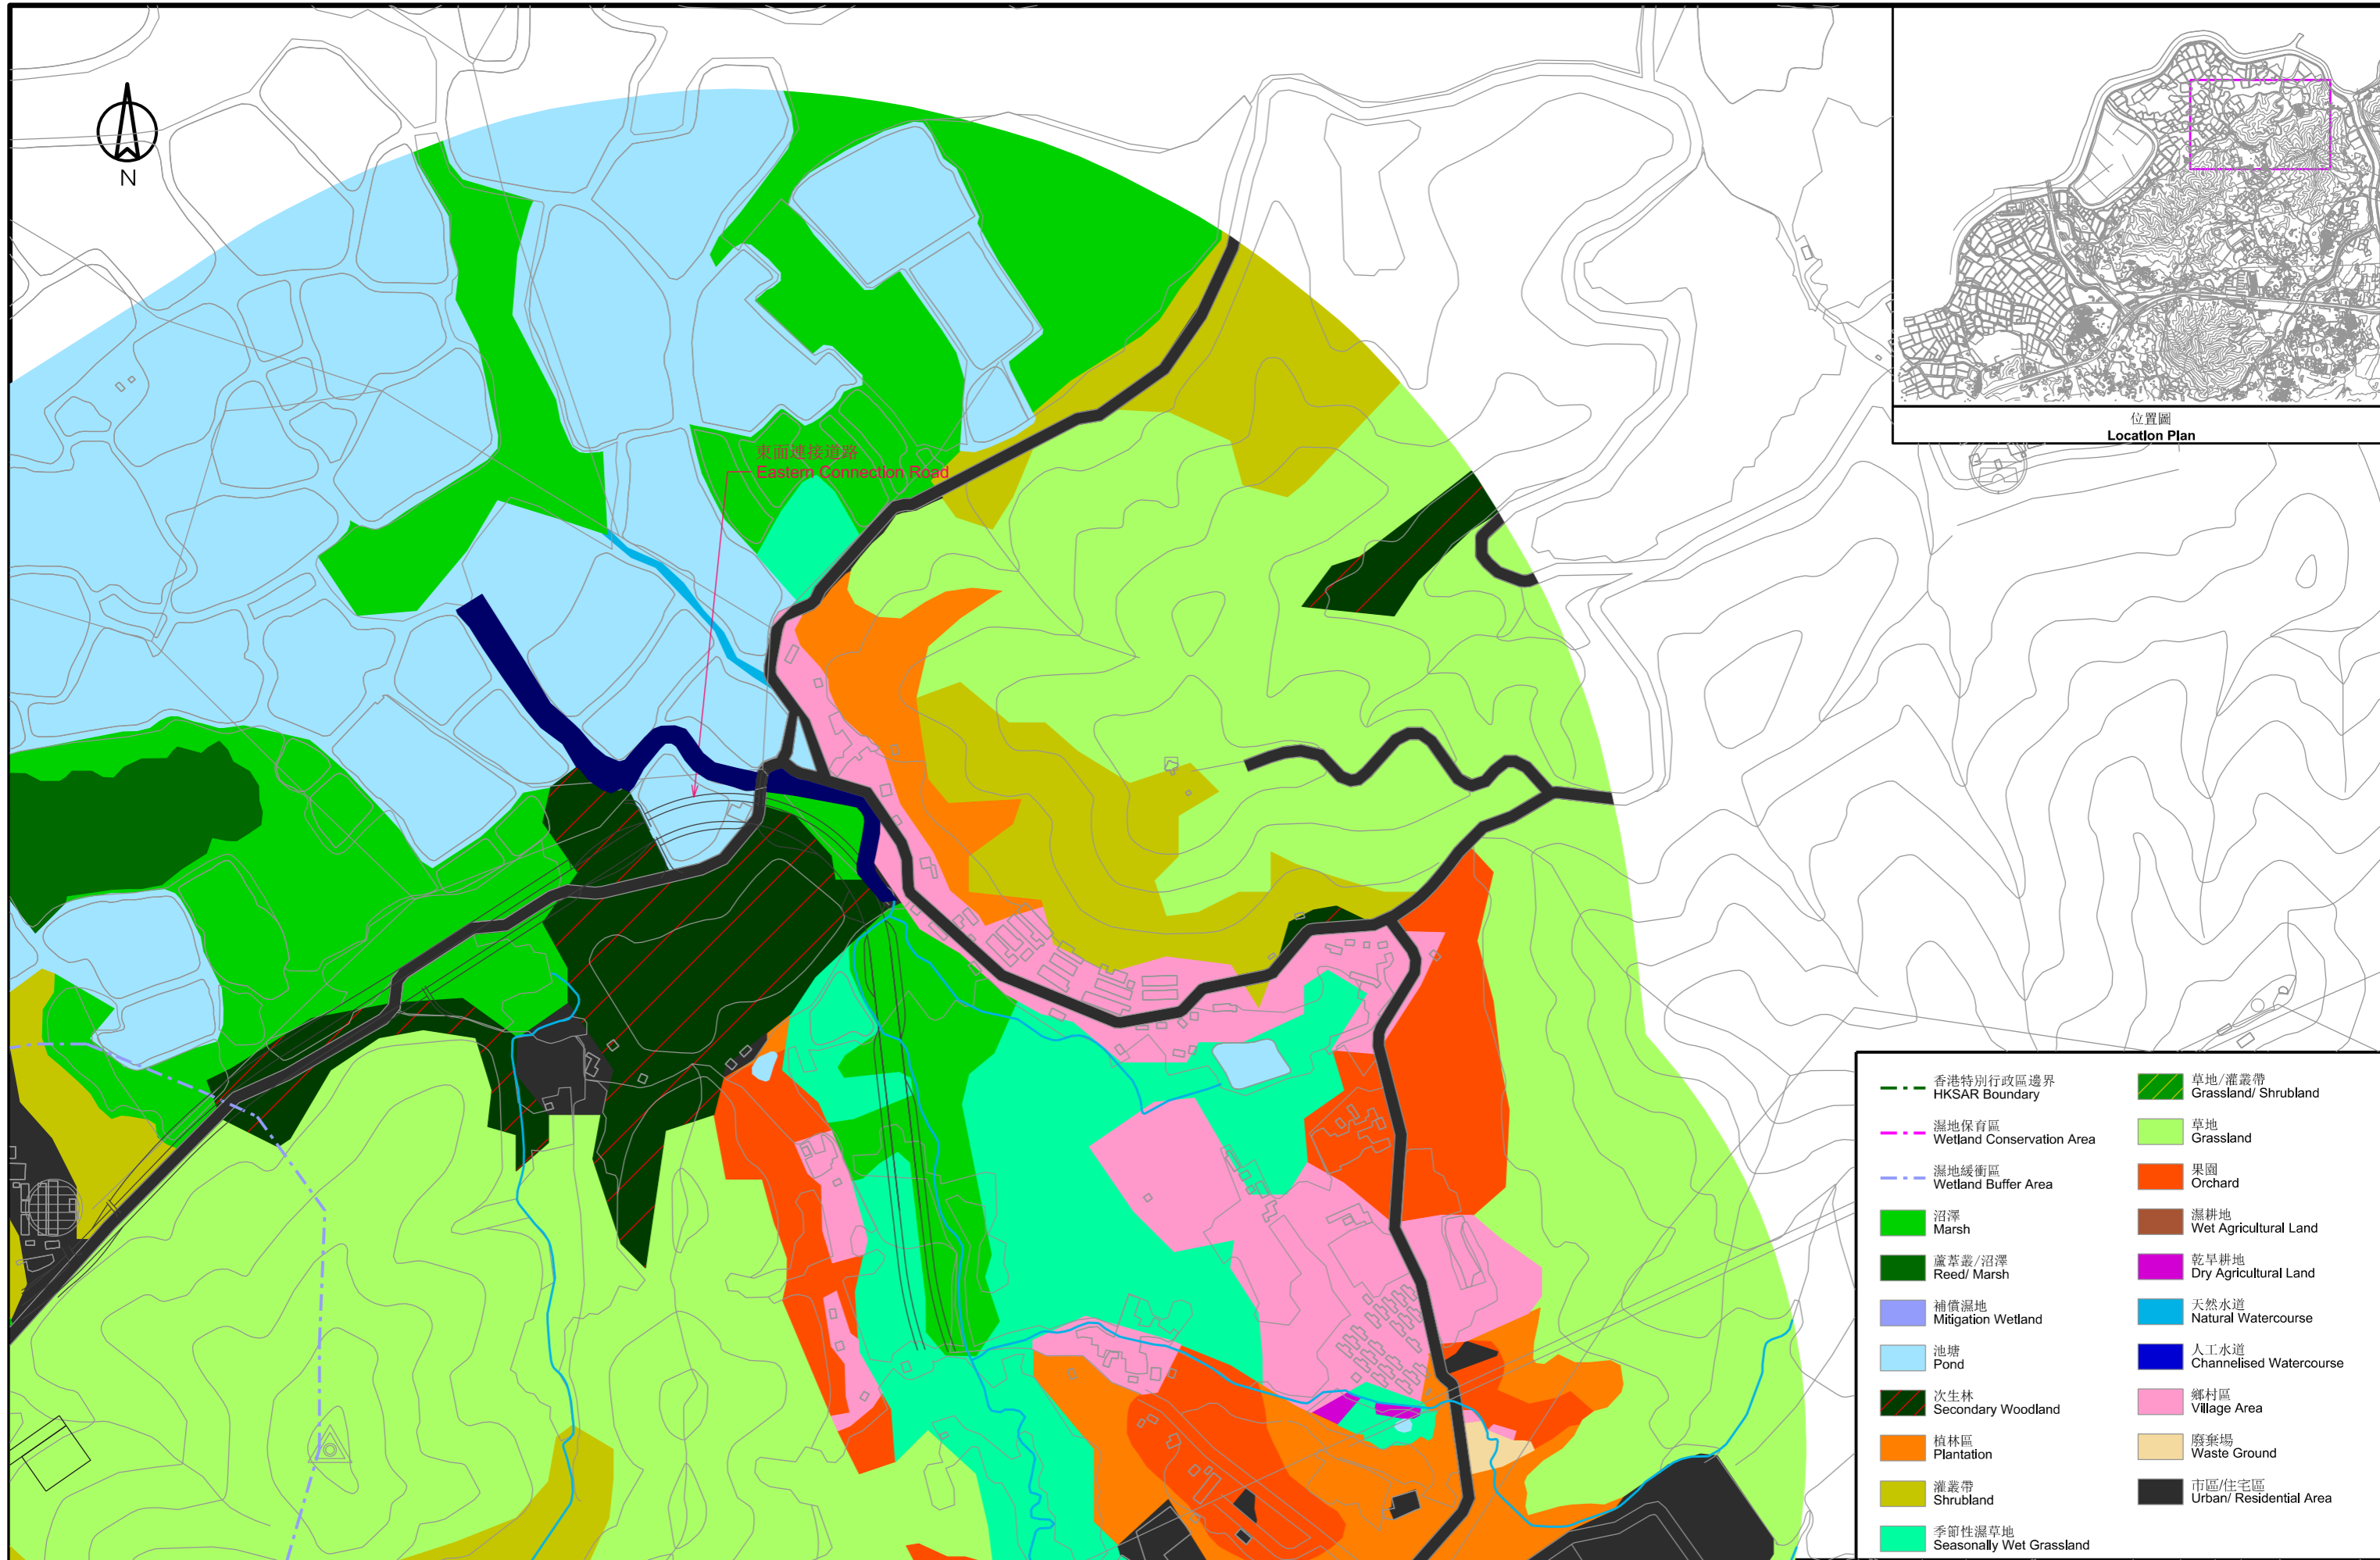 N
東面連接道路
Eastern Connection Road
位置圖
Location Plan
香港特別行政區邊界
HKSAR Boundary
濕地保育區
Wetland Conservation Area
濕地緩衝區
Wetland Buffer Area
沼澤
Marsh
蘆葦叢/沼澤
Reed/ Marsh
補償濕地
Mitigation Wetland
池塘
Pond
次生林
Secondary Woodland
植林區
Plantation
灌叢帶
Shrubland
季節性濕草地
Seasonally Wet Grassland
草地/灌叢帶
Grassland/ Shrubland
草地
Grassland
果園
Orchard
濕耕地
Wet Agricultural Land
乾旱耕地
Dry Agricultural Land
天然水道
Natural Watercourse
人工水道
Channelised Watercourse
鄉村區
Village Area
廢棄場
Waste Ground
市區/住宅區
Urban/ Residential Area